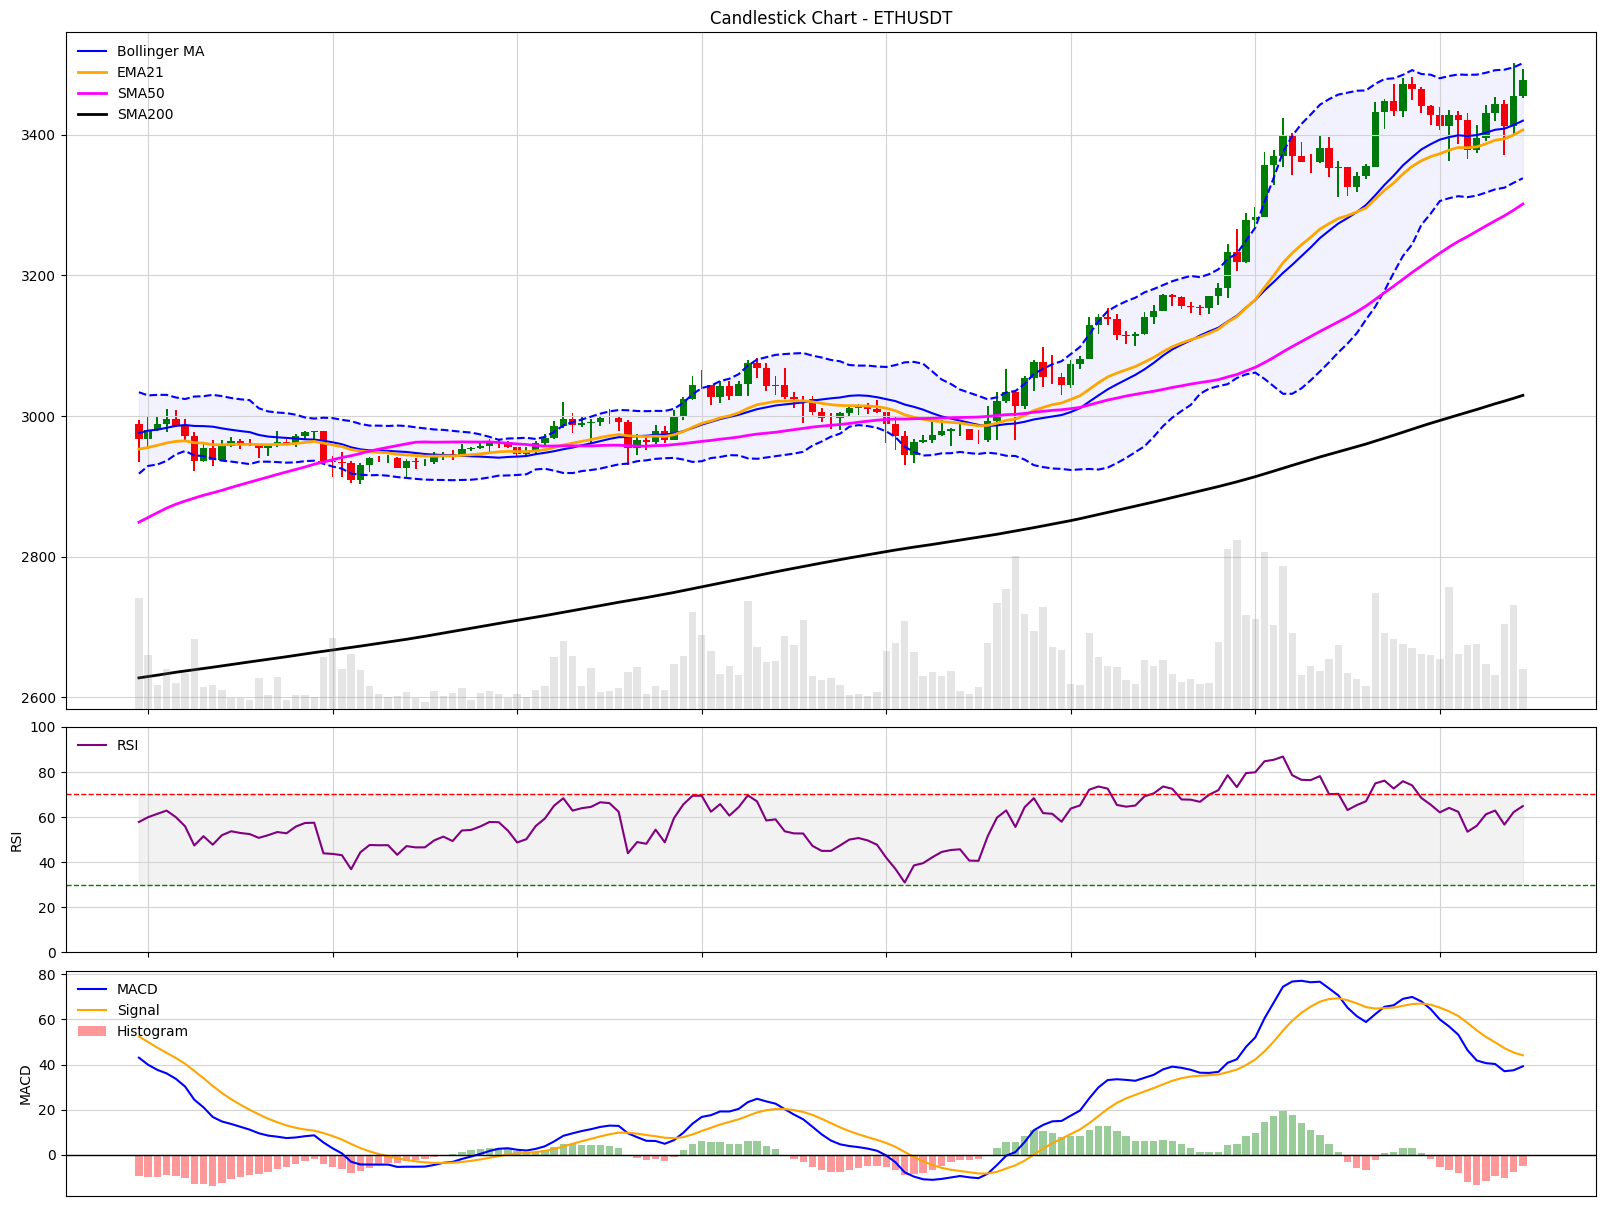 Candlestick Chart - ETHUSDT
Bollinger MA
EMA21
SMA50
SMA200
3400
3200
3000
2800
2600
100
RSI
80
60
RSI
40
20
0
80
MACD
Signal
60
Histogram
40
MACD
20
0